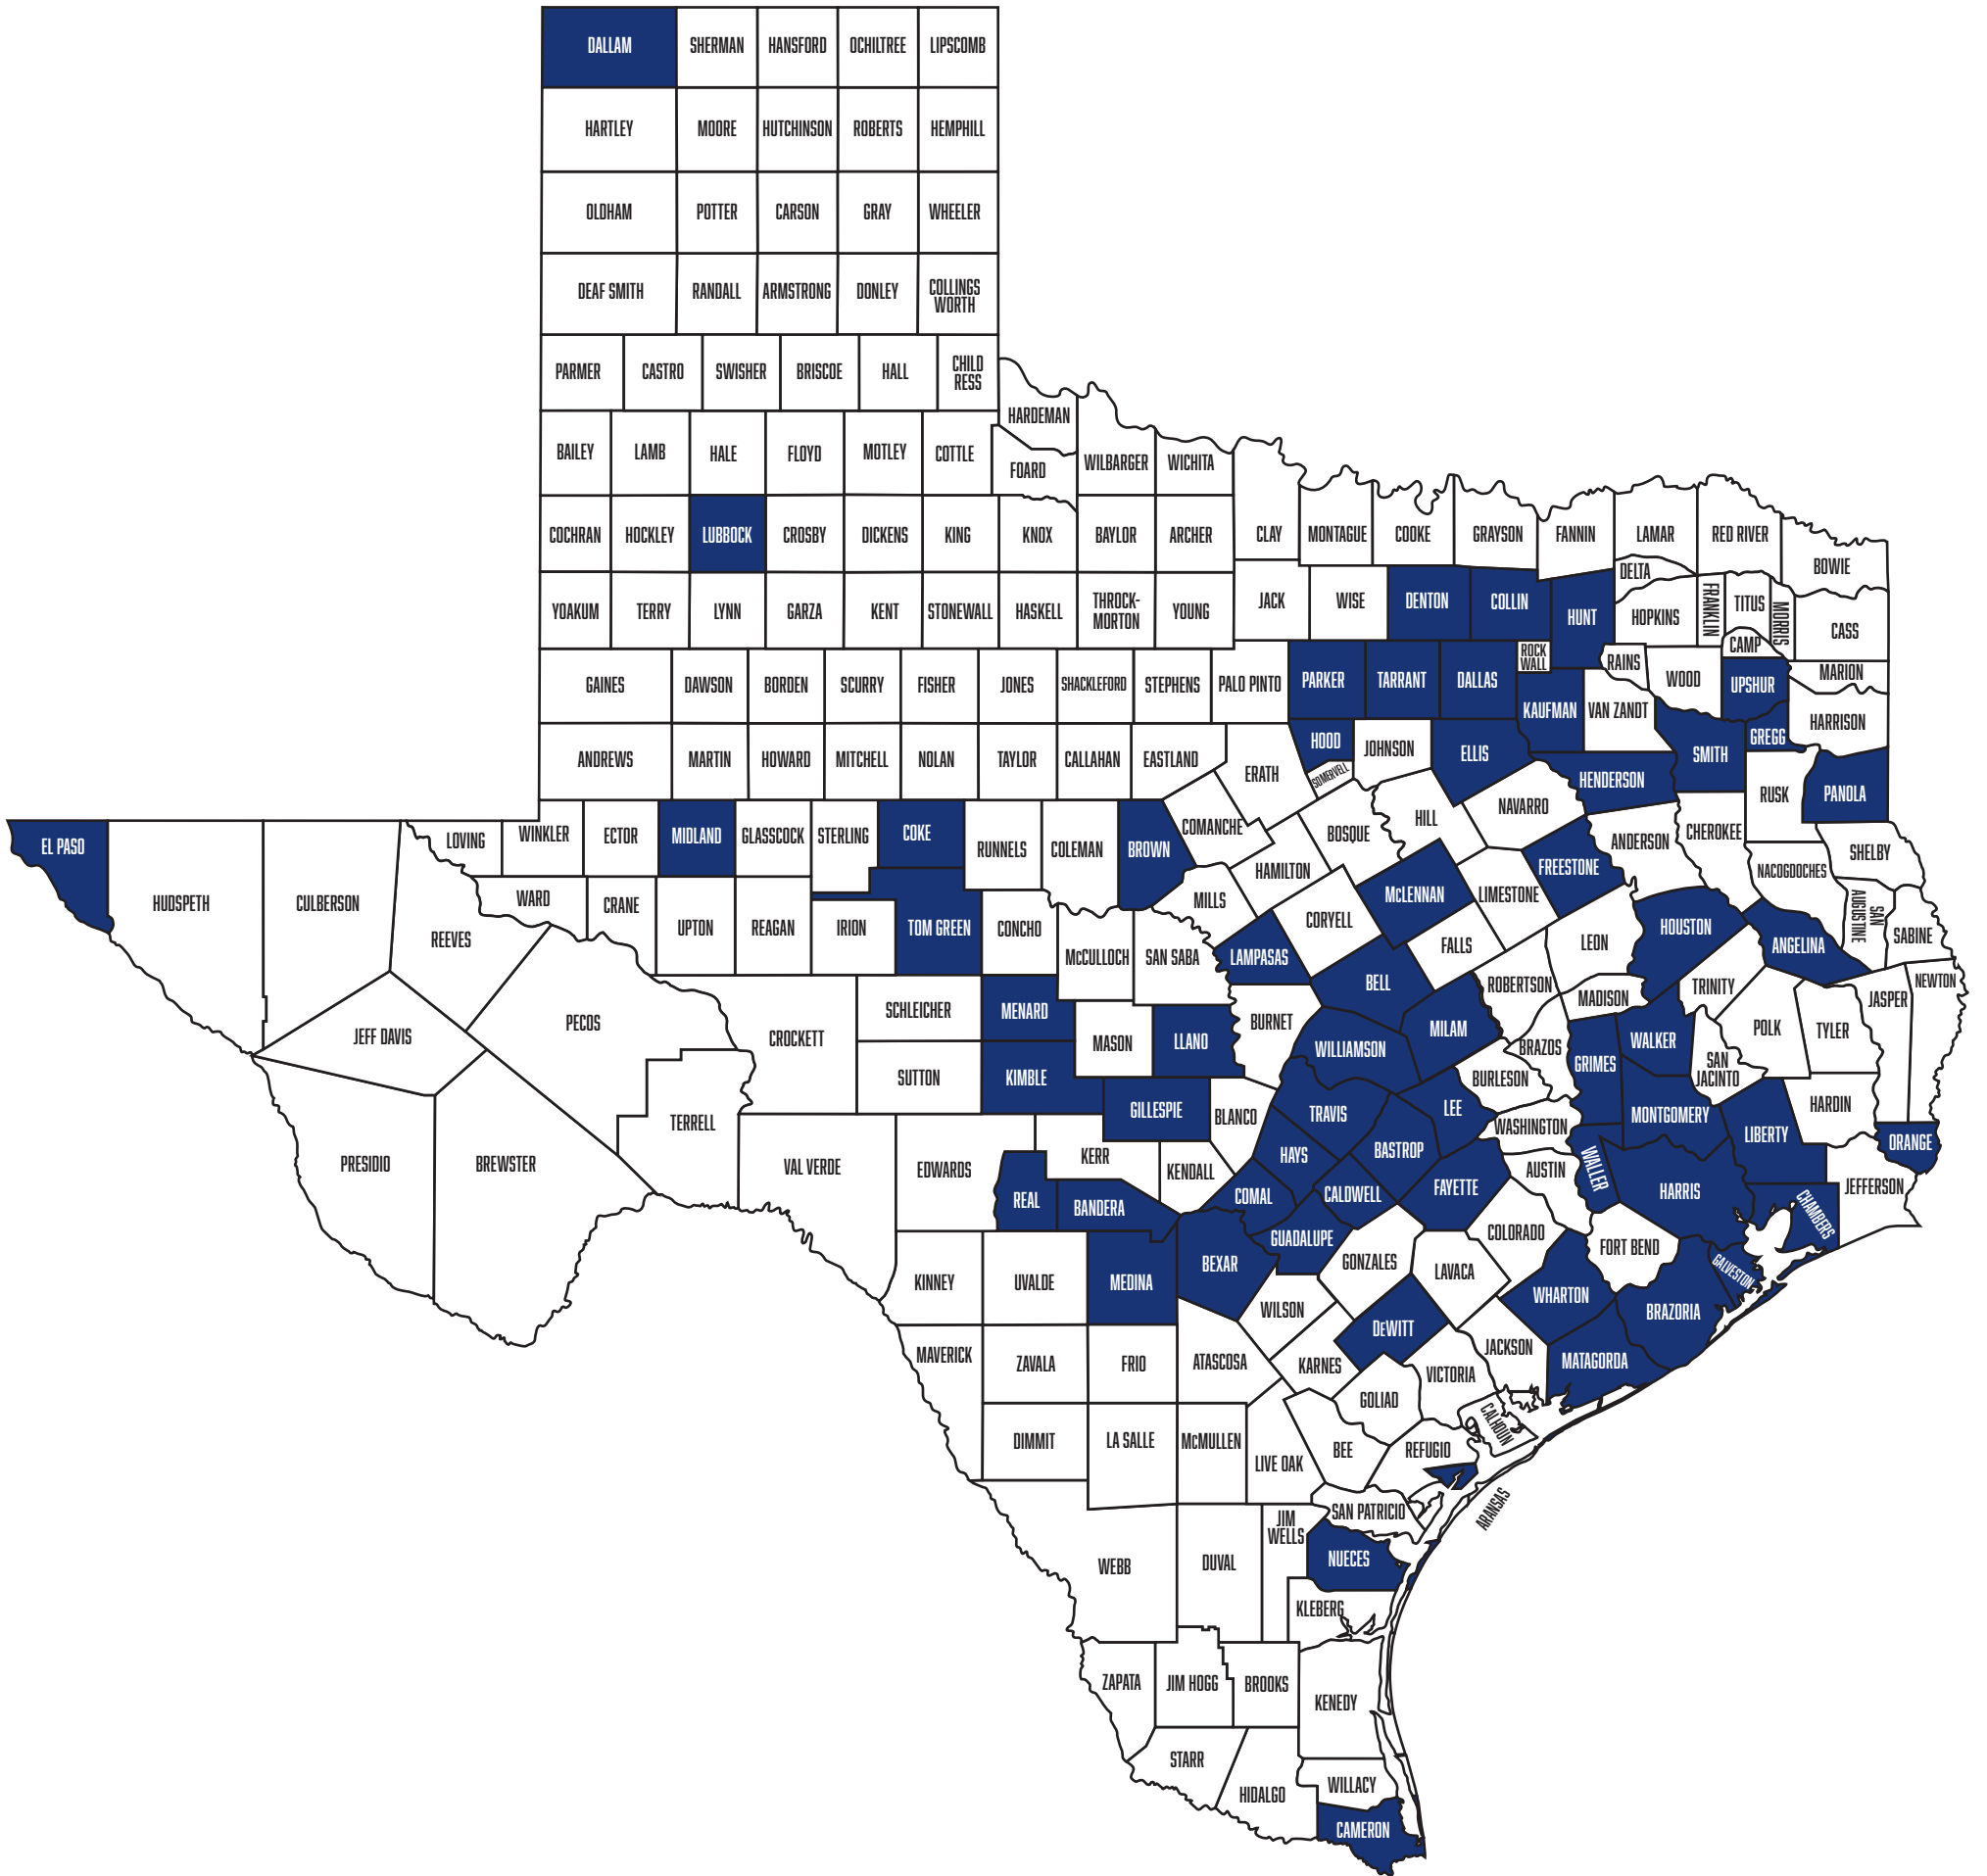 DALLAM
SHERMAN
HANSFORD
OCHILTREE
LIPSCOMB
HARTLEY
MOORE
HUTCHINSON
ROBERTS
HEMPHILL
OLDHAM
POTTER
CARSON
GRAY
WHEELER
DEAF SMITH
RANDALL
ARMSTRONG
DONLEY
COLLINGS
WORTH
PARMER
CASTRO
SWISHER
BRISCOE
HALL
CHILD
RESS
HARDEMAN
BAILEY
LAMB
HALE
FLOYD
MOTLEY
COTTLE
FOARD
WILBARGER
WICHITA
COCHRAN
HOCKLEY
LUBBOCK
CROSBY
DICKENS
KING
KNOX
BAYLOR
ARCHER
CLAY
MONTAGUE
COOKE
GRAYSON
FANNIN
LAMAR
RED RIVER
BOWIE
DELTA
YOAKUM
TERRY
LYNN
GARZA
KENT
STONEWALL
HASKELL
THROCK-
MORTON
YOUNG
JACK
WISE
DENTON
COLLIN
HUNT
HOPKINS
FRANKLIN
TITUS
MORRIS
CASS
CAMP
ROCK
WALL
RAINS
WOOD
UPSHUR
MARION
GAINES
DAWSON
BORDEN
SCURRY
FISHER
JONES
SHACKLEFORD
STEPHENS
PALO PINTO
PARKER
TARRANT
DALLAS
KAUFMAN
VAN ZANDT
SMITH
GREGG
HARRISON
ANDREWS
MARTIN
HOWARD
MITCHELL
NOLAN
TAYLOR
CALLAHAN
EASTLAND
ERATH
HOOD
SOMERVELL
JOHNSON
ELLIS
HENDERSON
RUSK
PANOLA
EL PASO
HUDSPETH
CULBERSON
REEVES
LOVING
WINKLER
ECTOR
MIDLAND
GLASSCOCK
STERLING
COKE
RUNNELS
COLEMAN
BROWN
COMANCHE
HAMILTON
BOSQUE
HILL
NAVARRO
FREESTONE
ANDERSON
CHEROKEE
NACOGDOCHES
SHELBY
WARD
CRANE
UPTON
REAGAN
IRION
TOM GREEN
CONCHO
McCULLOCH
SAN SABA
MILLS
LAMPASAS
CORYELL
McLENNAN
LIMESTONE
FALLS
LEON
HOUSTON
ANGELINA
SAN
AUGUSTINE
SABINE
NEWTON
JEFF DAVIS
PECOS
CROCKETT
SCHLEICHER
MENARD
MASON
LLANO
BURNET
BELL
MILAM
ROBERTSON
MADISON
TRINITY
POLK
TYLER
JASPER
WILLIAMSON
BRAZOS
GRIMES
WALKER
SAN
JACINTO
SUTTON
KIMBLE
GILLESPIE
BLANCO
TRAVIS
LEE
BURLESON
WASHINGTON
MONTGOMERY
LIBERTY
HARDIN
ORANGE
TERRELL
PRESIDIO
BREWSTER
VAL VERDE
EDWARDS
KERR
KENDALL
HAYS
BASTROP
FAYETTE
AUSTIN
WALLER
HARRIS
JEFFERSON
CHAMBERS
REAL
BANDERA
COMAL
CALDWELL
GUADALUPE
COLORADO
FORT BEND
GALVESTON
KINNEY
UVALDE
MEDINA
BEXAR
WILSON
GONZALES
LAVACA
WHARTON
BRAZORIA
MAVERICK
ZAVALA
FRIO
ATASCOSA
KARNES
DeWITT
VICTORIA
JACKSON
MATAGORDA
DIMMIT
LA SALLE
McMULLEN
LIVE OAK
BEE
GOLIAD
REFUGIO
CALHOUN
ARANSAS
SAN PATRICIO
WEBB
DUVAL
JIM
WELLS
NUECES
KLEBERG
ZAPATA
JIM HOGG
BROOKS
KENEDY
STARR
HIDALGO
WILLACY
CAMERON